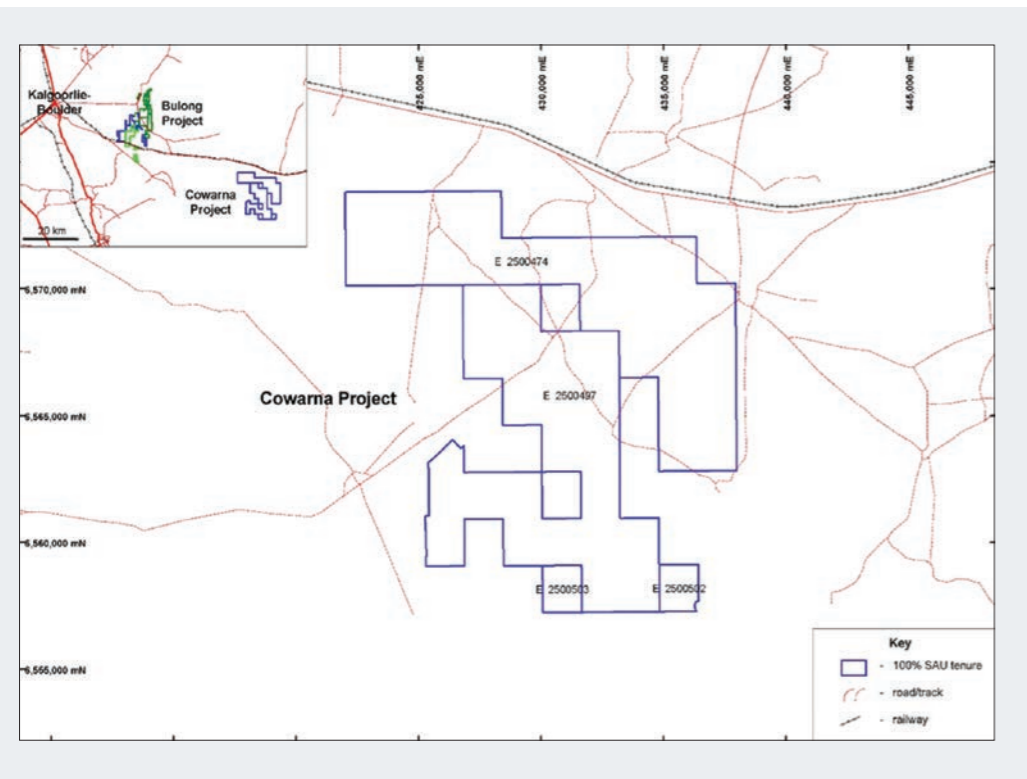 Kalgoorlie-
Boulder
Bulong
Project
Cowarna
Project
20 km
425,000 mE
430,000 mE
435,000 mE
440,000 mE
445,000 mE
E 2500474
6,570,000 mN
Cowarna Project
E 2500497
6,565,000 mN
6,560,000 mN
E 2500503
E 2500502
6,555,000 mN
Key
- 100% SAU tenure
- road/track
- railway